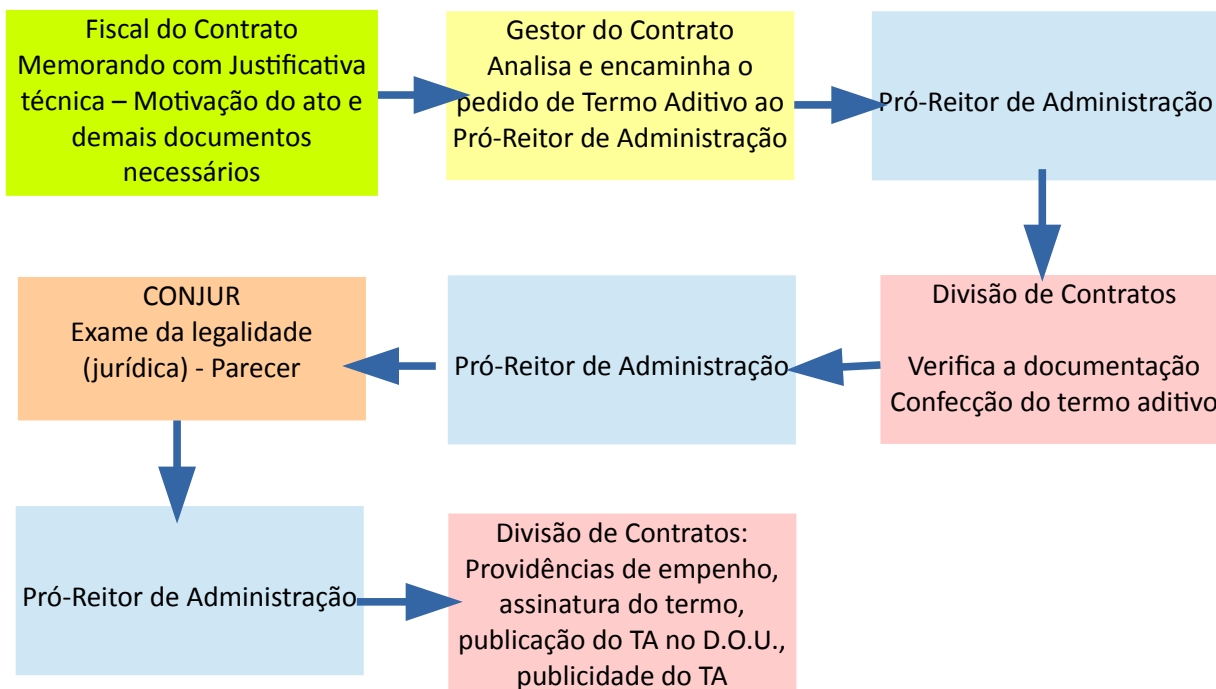 Fiscal do Contrato
Memorando com Justificativa
técnica – Motivação do ato e
demais documentos
necessários
Gestor do Contrato
Analisa e encaminha o
pedido de Termo Aditivo ao
Pró-Reitor de Administração
Pró-Reitor de Administração
Divisão de Contratos
Verifica a documentação
Confecção do termo aditivo
Pró-Reitor de Administração
CONJUR
Exame da legalidade
(jurídica) - Parecer
Pró-Reitor de Administração
Divisão de Contratos:
Providências de empenho,
assinatura do termo,
publicação do TA no D.O.U.,
publicidade do TA